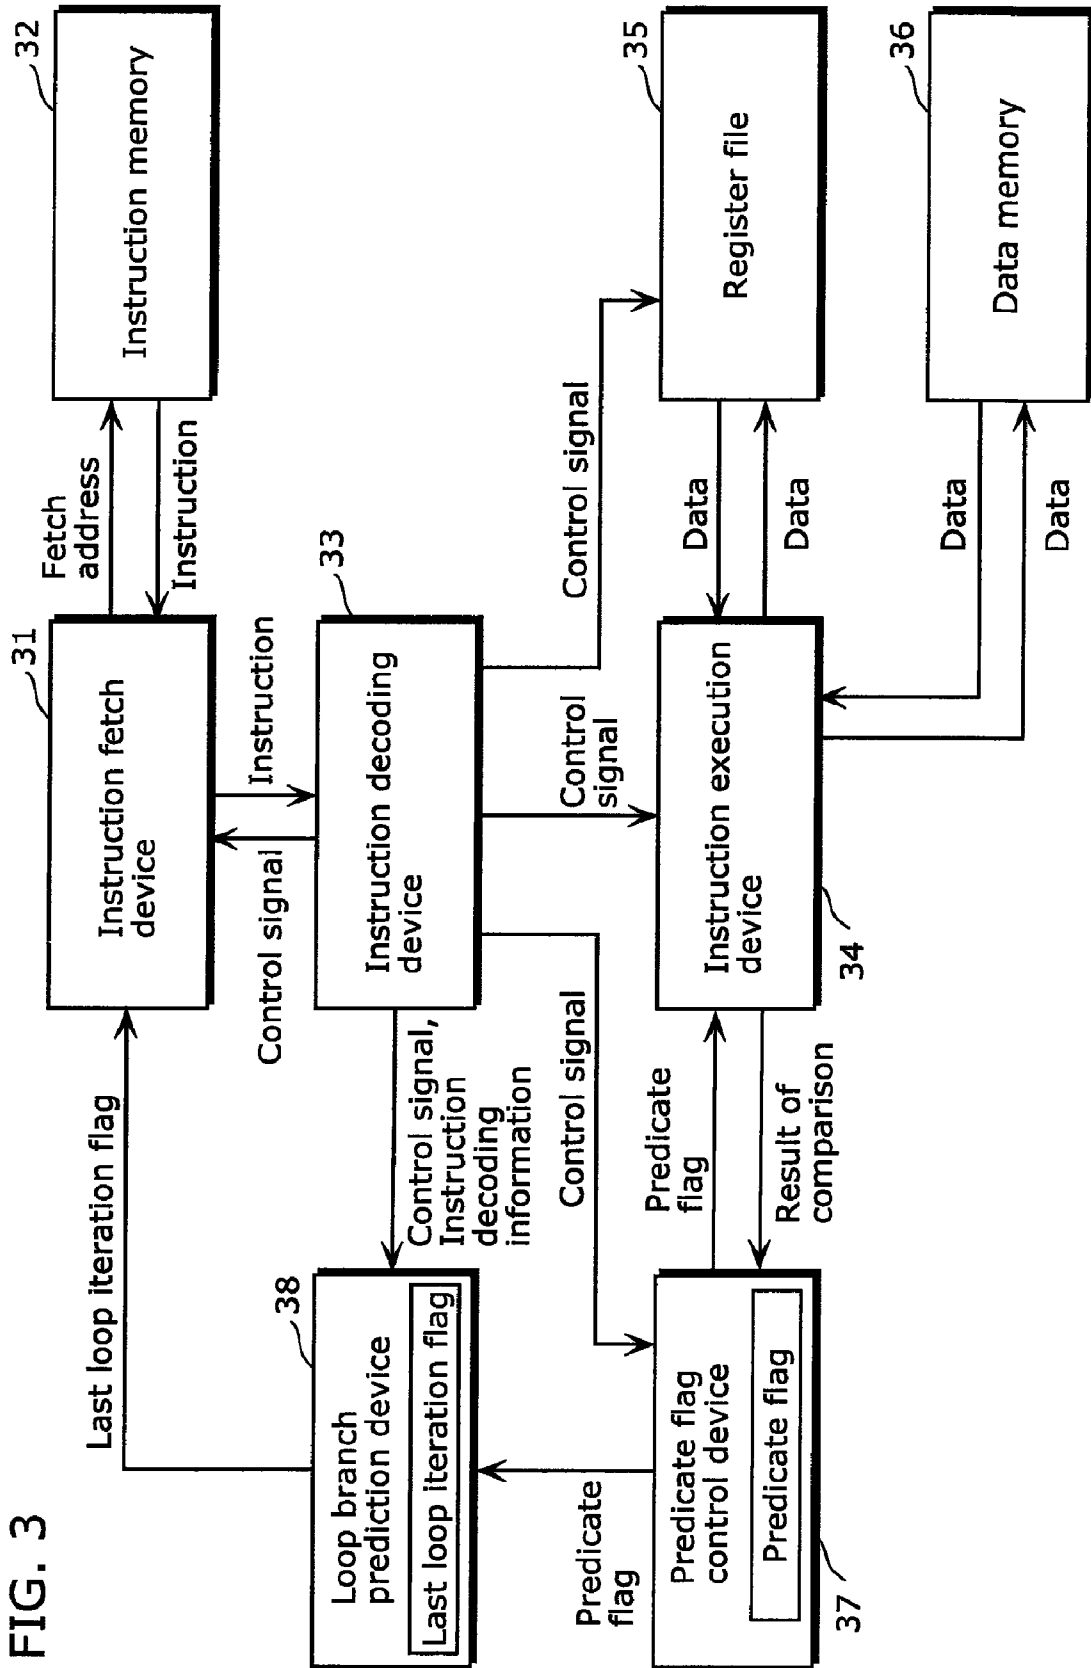 FIG. 3
Last loop iteration flag
31
Instruction fetch
device
Fetch
address
Instruction
32
Instruction memory
Control signal
Instruction
38
Loop branch
prediction device
Last loop iteration flag
Control signal,
Instruction
decoding
information
33
Instruction decoding
device
Predicate
flag
Control signal
Control
signal
Control signal
37
Predicate flag
control device
Predicate flag
Predicate
flag
Result of
comparison
34
Instruction execution
device
Data
Data
35
Register file
Data
Data
36
Data memory